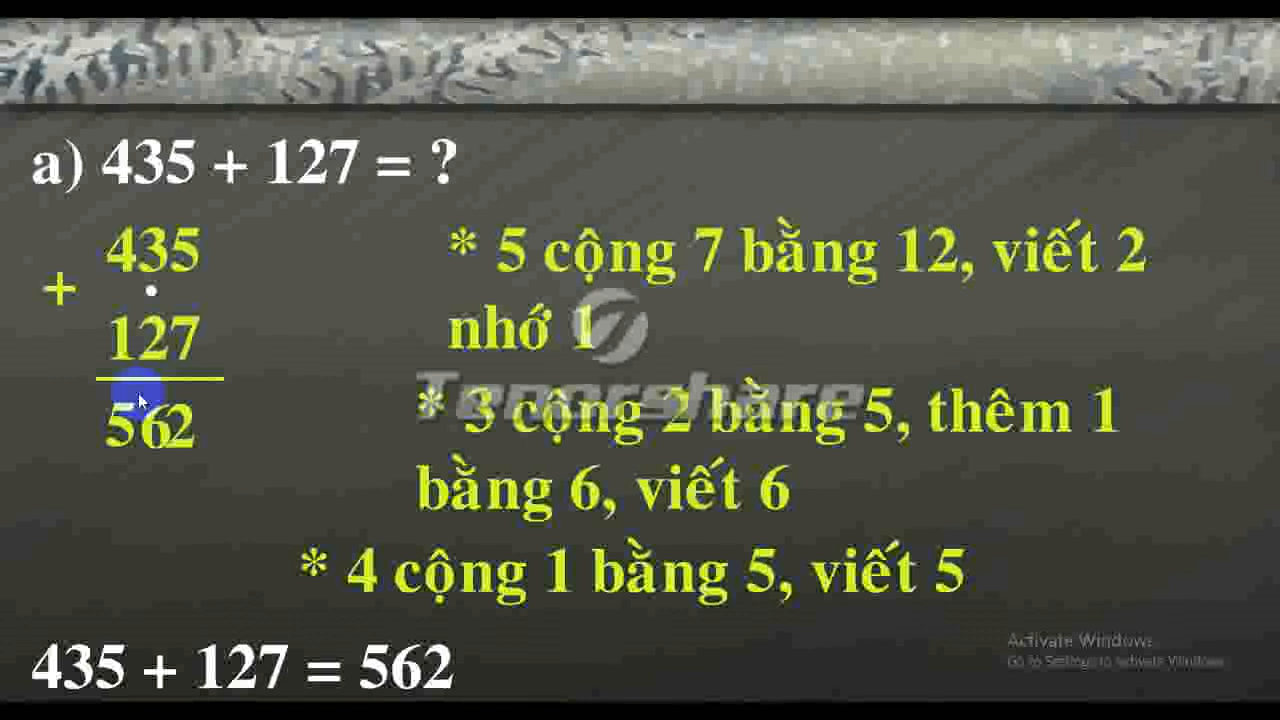 a) 435 + 127 = ?
435
+
127
562
* 5 cộng 7 bằng 12, viết 2
nhớ 1
* 3 cộng 2 bằng 5, thêm 1
bằng 6, viết 6
* 4 cộng 1 bằng 5, viết 5
435 + 127 = 562
Tenorshare
Activate Windows
Go to Settings to activate Windows.